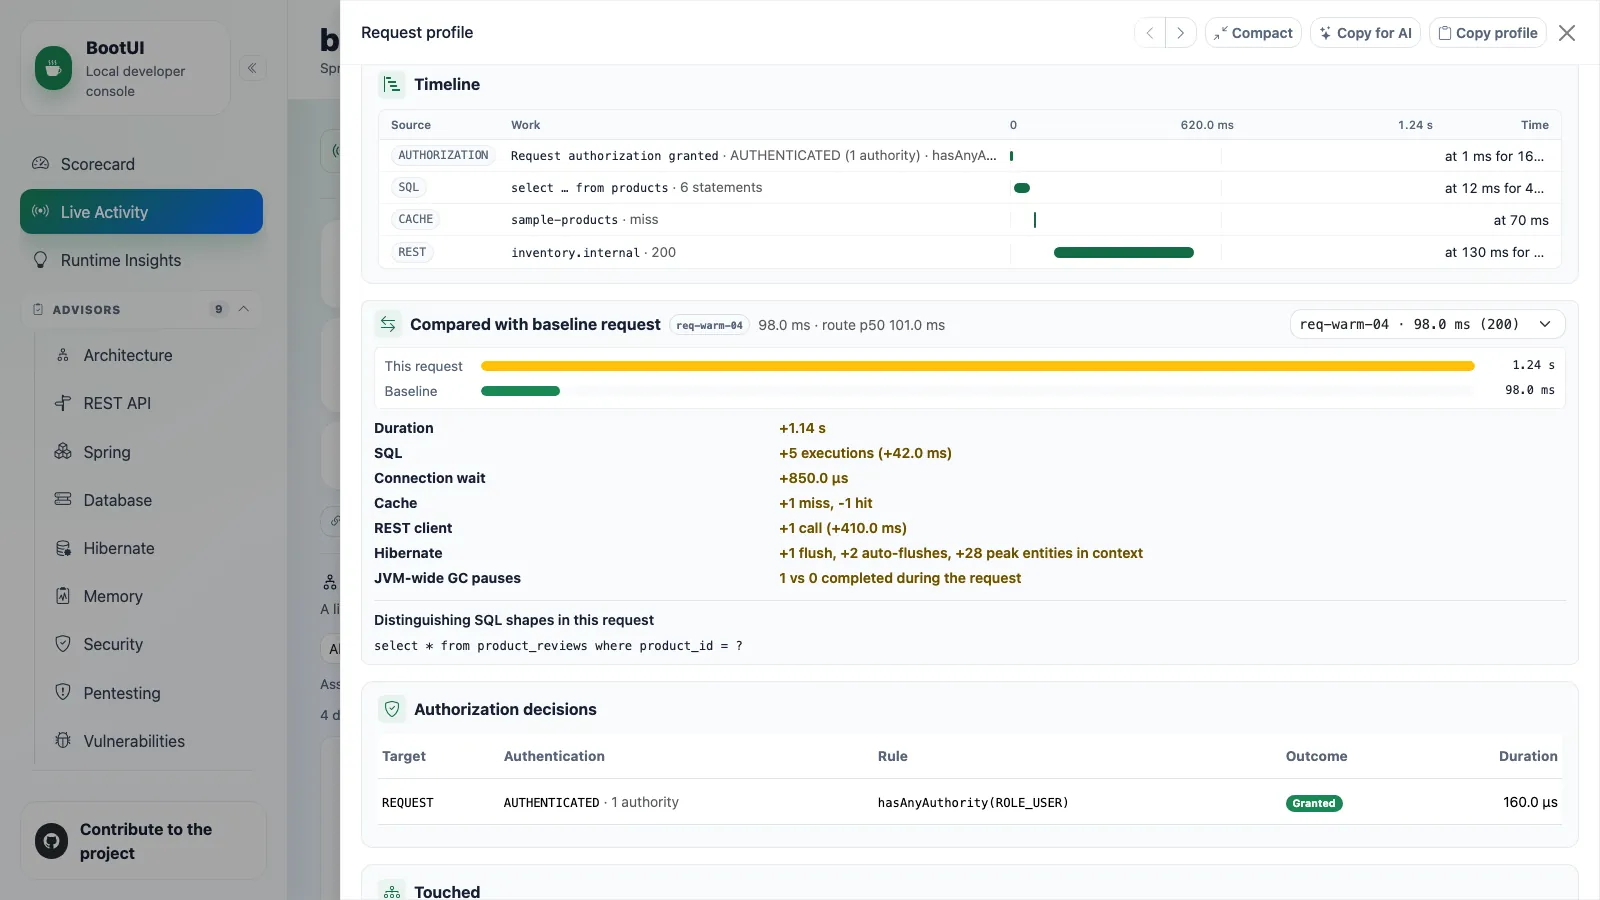 BootUI
Local developer
console
Scorecard
Live Activity
Runtime Insights
ADVISORS 9
Architecture
REST API
Spring
Database
Hibernate
Memory
Security
Pentesting
Vulnerabilities
Contribute to the
project
Request profile
Compact
Copy for AI
Copy profile
Timeline
Source Work 0 620.0 ms 1.24 s Time
AUTHORIZATION Request authorization granted · AUTHENTICATED (1 authority) · hasAnyA... at 1 ms for 16...
SQL select … from products · 6 statements at 12 ms for 4...
CACHE sample-products · miss at 70 ms
REST inventory.internal · 200 at 130 ms for ...
Compared with baseline request req-warm-04 98.0 ms · route p50 101.0 ms req-warm-04 · 98.0 ms (200)
This request 1.24 s
Baseline 98.0 ms
Duration +1.14 s
SQL +5 executions (+42.0 ms)
Connection wait +850.0 µs
Cache +1 miss, -1 hit
REST client +1 call (+410.0 ms)
Hibernate +1 flush, +2 auto-flushes, +28 peak entities in context
JVM-wide GC pauses 1 vs 0 completed during the request
Distinguishing SQL shapes in this request
select * from product_reviews where product_id = ?
Authorization decisions
Target Authentication Rule Outcome Duration
REQUEST AUTHENTICATED · 1 authority hasAnyAuthority(ROLE_USER) Granted 160.0 µs
Touched